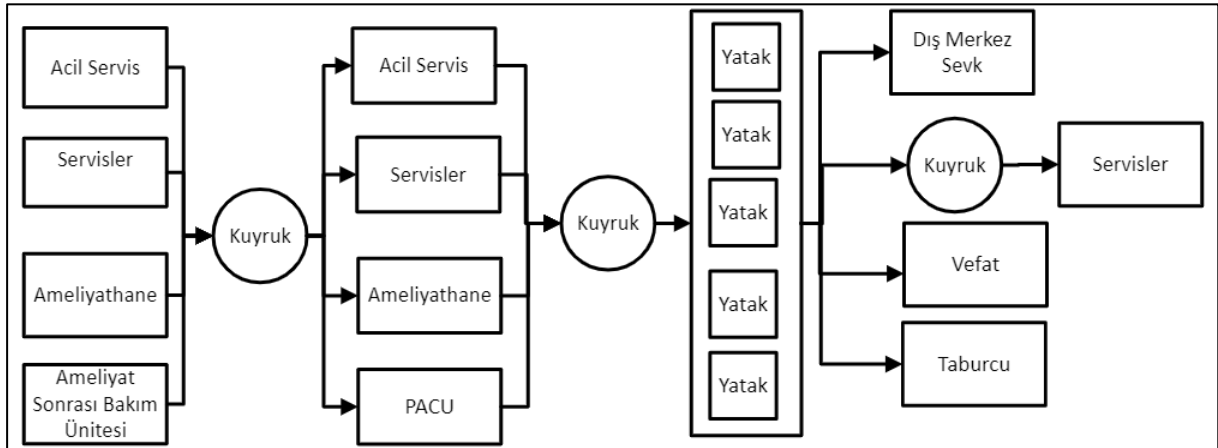 Acil Servis
Servisler
Ameliyathane
Ameliyat
Sonrası Bakım
Ünitesi
Kuyruk
Acil Servis
Servisler
Ameliyathane
PACU
Kuyruk
Yatak
Yatak
Yatak
Yatak
Yatak
Dış Merkez
Sevk
Kuyruk
Servisler
Vefat
Taburcu